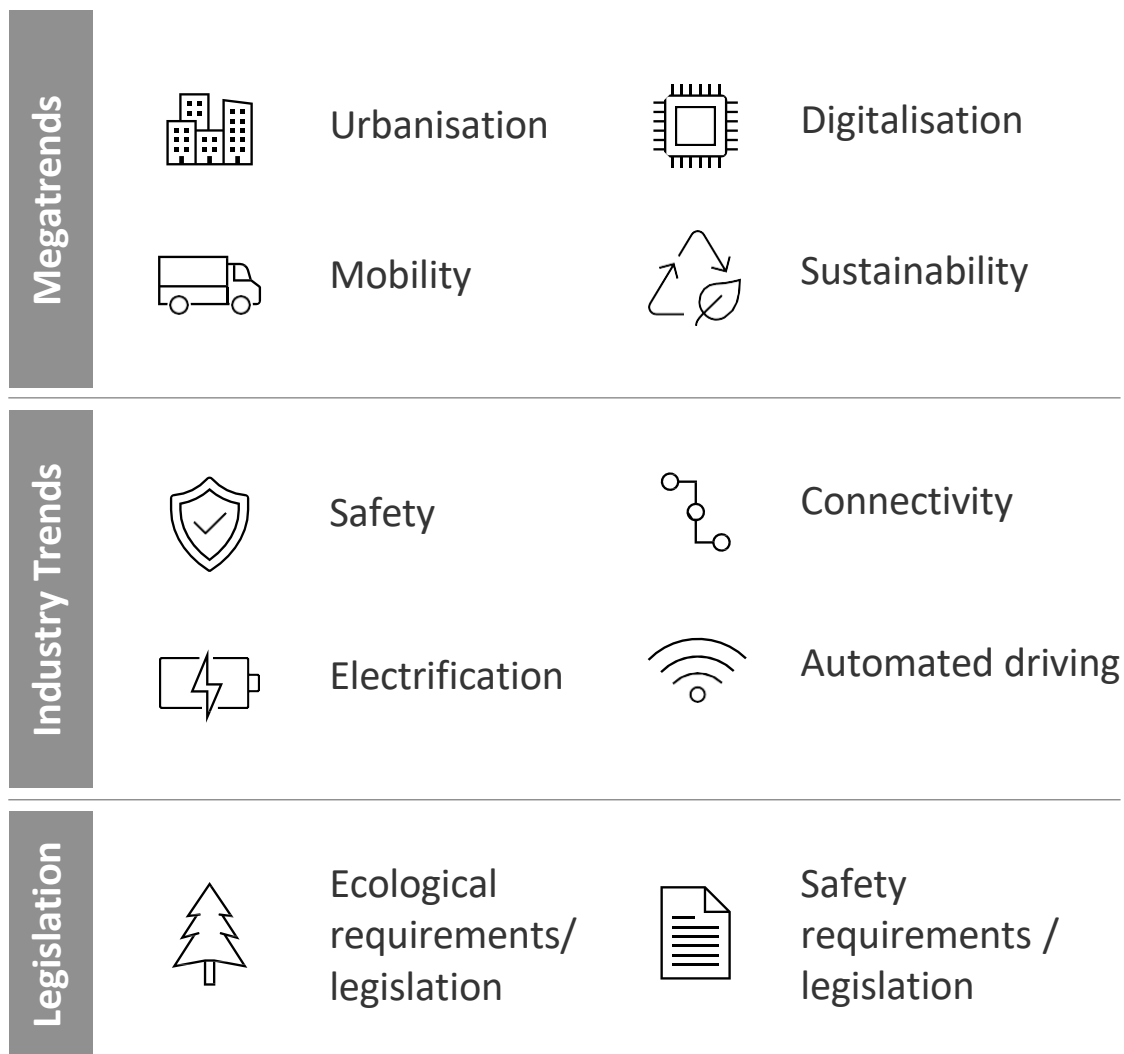 Megatrends
Urbanisation
Digitalisation
Mobility
Sustainability
Industry Trends
Safety
Connectivity
Electrification
Automated driving
Legislation
Ecological
requirements/
legislation
Safety
requirements /
legislation